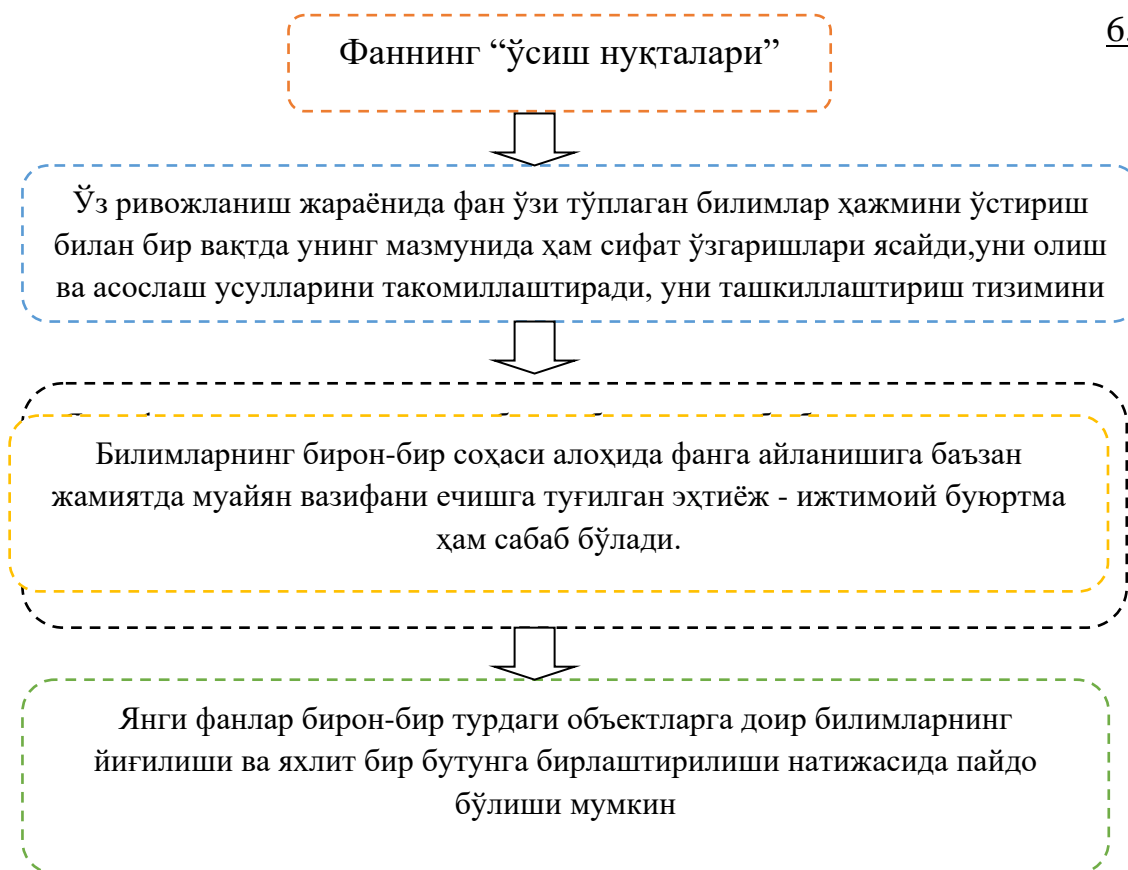 6.
Фаннинг “ўсиш нуқталари”
Ўз ривожланиш жараёнида фан ўзи тўплаган билимлар ҳажмини ўстириш
билан бир вақтда унинг мазмунида ҳам сифат ўзгаришлари ясайди,уни олиш
ва асослаш усулларини такомиллаштиради, уни ташкиллаштириш тизимини
Билимларнинг бирон-бир соҳаси алоҳида фанга айланишига баъзан
жамиятда муайян вазифани ечишга туғилган эҳтиёж - ижтимоий буюртма
ҳам сабаб бўлади.
Янги фанлар бирон-бир турдаги объектларга доир билимларнинг
йиғилиши ва яхлит бир бутунга бирлаштирилиши натижасида пайдо
бўлиши мумкин